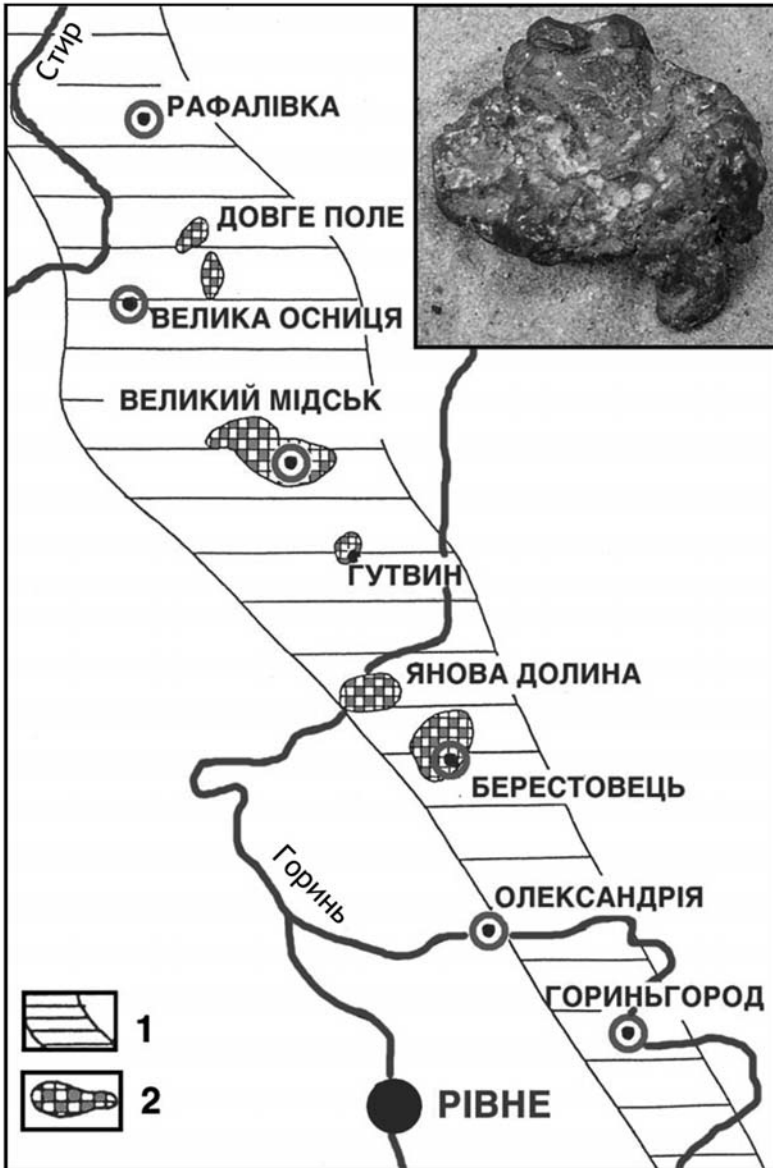 Стир
РАФАЛІВКА
ДОВГЕ ПОЛЕ
ВЕЛИКА ОСНИЦЯ
ВЕЛИКИЙ МІДСЬК
ГУТВИН
ЯНОВА ДОЛИНА
БЕРЕСТОВЕЦЬ
Горинь
ОЛЕКСАНДРІЯ
ГОРИНЬГОРОД
1
2
РІВНЕ